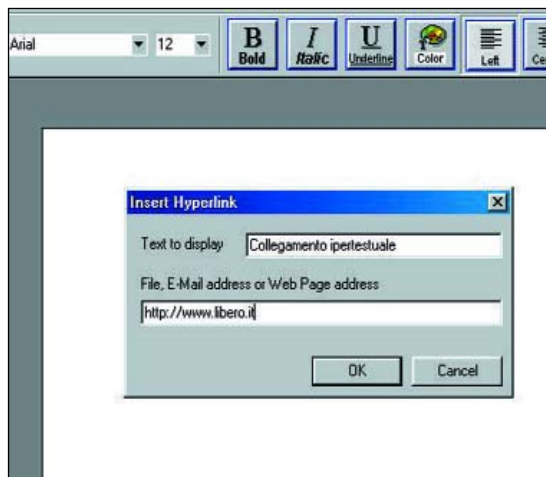 Arial 12 B Bold I Italic U Underline Color Left Ce
Insert Hyperlink
Text to display Collegamento ipertestuale
File, E-Mail address or Web Page address
http://www.libero.it
OK Cancel